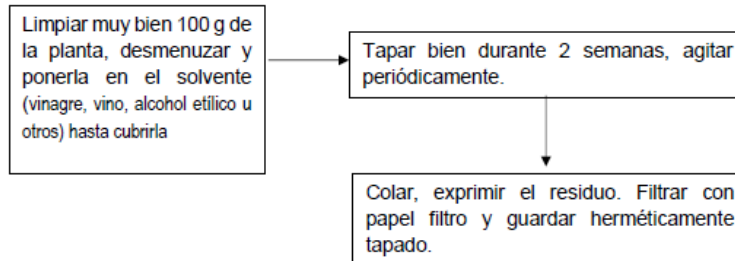 Limpiar muy bien 100 g de
la planta, desmenuzar y
ponerla en el solvente
(vinagre, vino, alcohol etílico u
otros) hasta cubrirla
Tapar bien durante 2 semanas, agitar
periódicamente.
Colar, exprimir el residuo. Filtrar con
papel filtro y guardar herméticamente
tapado.